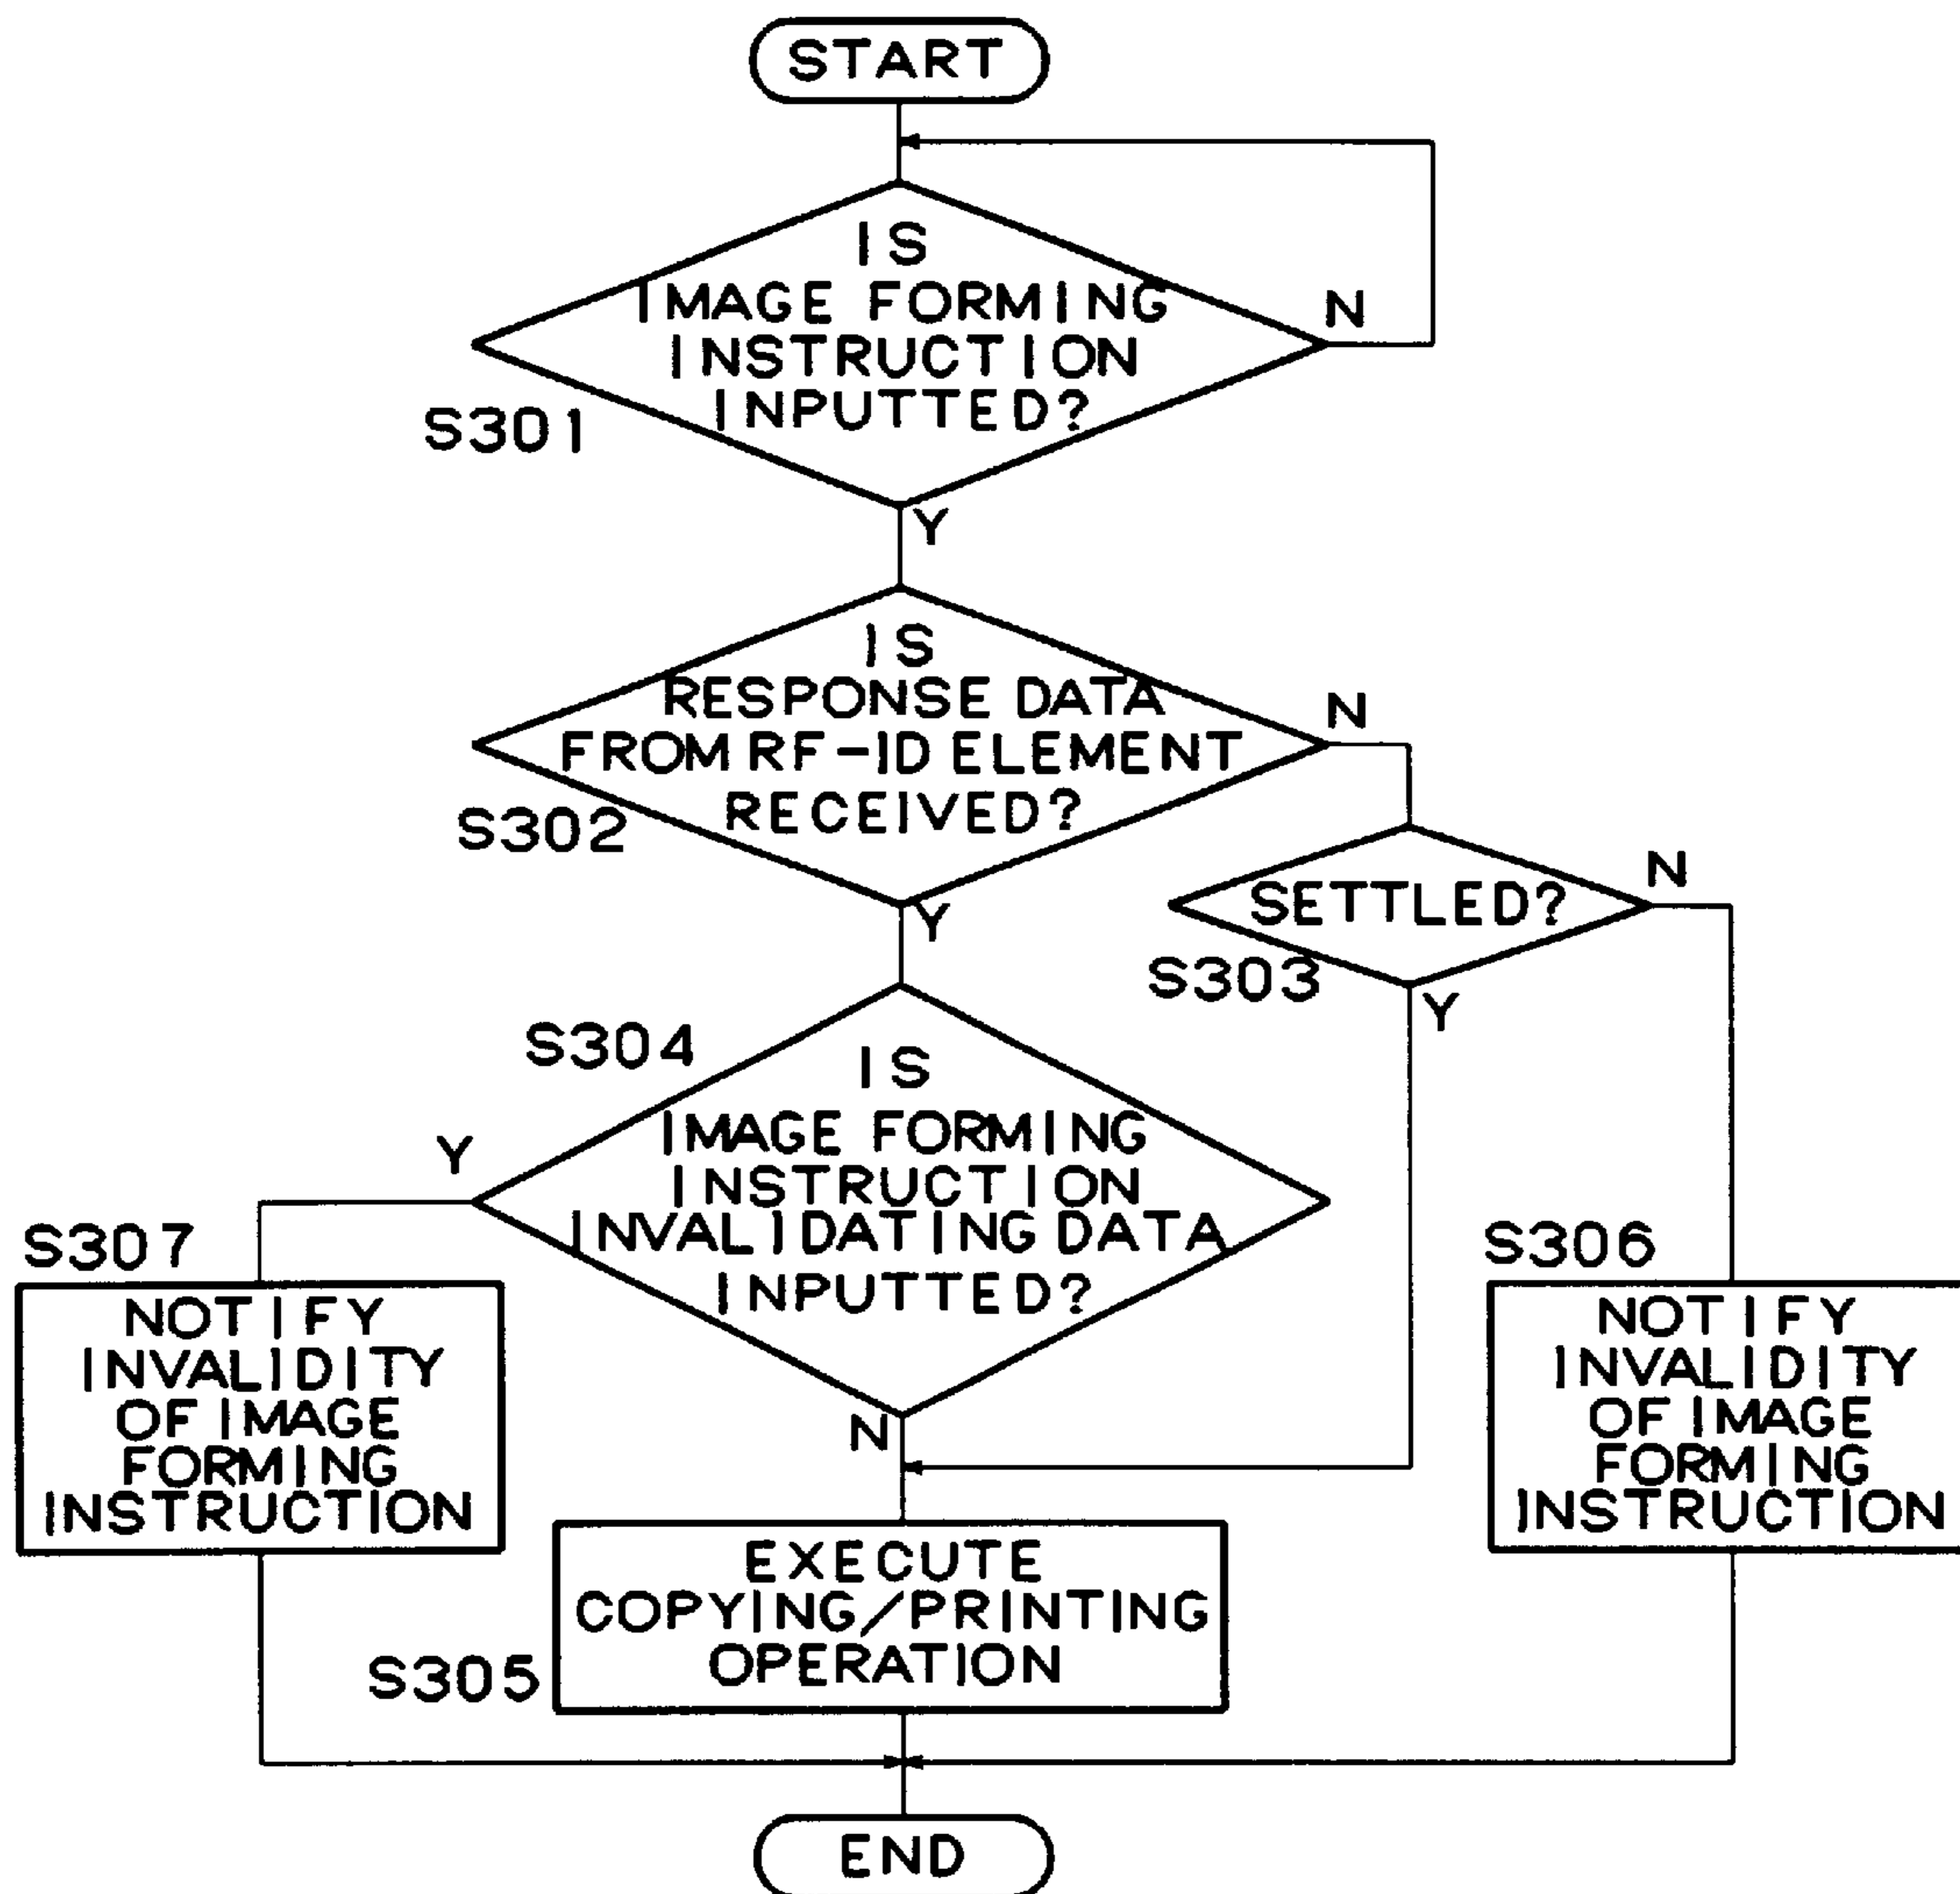 START
IS
IMAGE FORMING
INSTRUCTION
INPUTTED?
N
S301
Y
IS
RESPONSE DATA
FROM RF-ID ELEMENT
RECEIVED?
N
S302
Y
SETTLED?
N
S303
Y
S304
IS
IMAGE FORMING
INSTRUCTION
INVALIDATING DATA
INPUTTED?
Y
N
S307
NOTIFY
INVALIDITY
OF IMAGE
FORMING
INSTRUCTION
S306
NOTIFY
INVALIDITY
OF IMAGE
FORMING
INSTRUCTION
EXECUTE
COPYING/PRINTING
OPERATION
S305
END